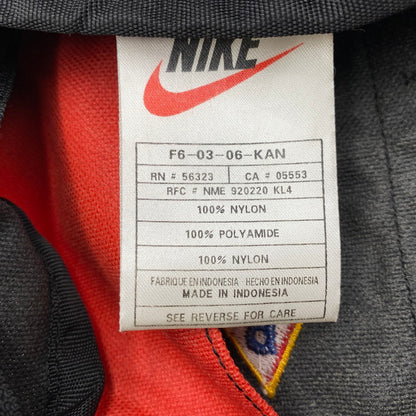 NIKE
F6-03-06-KAN
RN # 56323 CA # 05553
RFC # NME 920220 KL4
100% NYLON
100% POLYAMIDE
100% NYLON
FABRIQUE EN INDONESIA - HECHO EN INDONESIA
MADE IN INDONESIA
SEE REVERSE FOR CARE